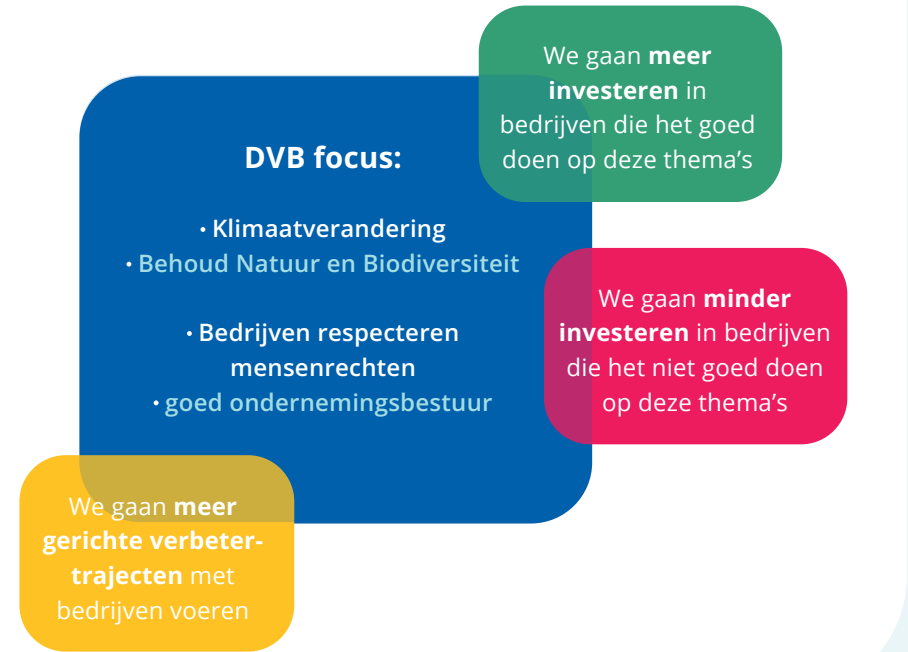 We gaan meer
investeren in
bedrijven die het goed
doen op deze thema's
DVB focus:
• Klimaatverandering
• Behoud Natuur en Biodiversiteit
• Bedrijven respecteren
mensenrechten
• goed ondernemingsbestuur
We gaan minder
investeren in bedrijven
die het niet goed doen
op deze thema's
We gaan meer
gerichte verbeter-
trajecten met
bedrijven voeren